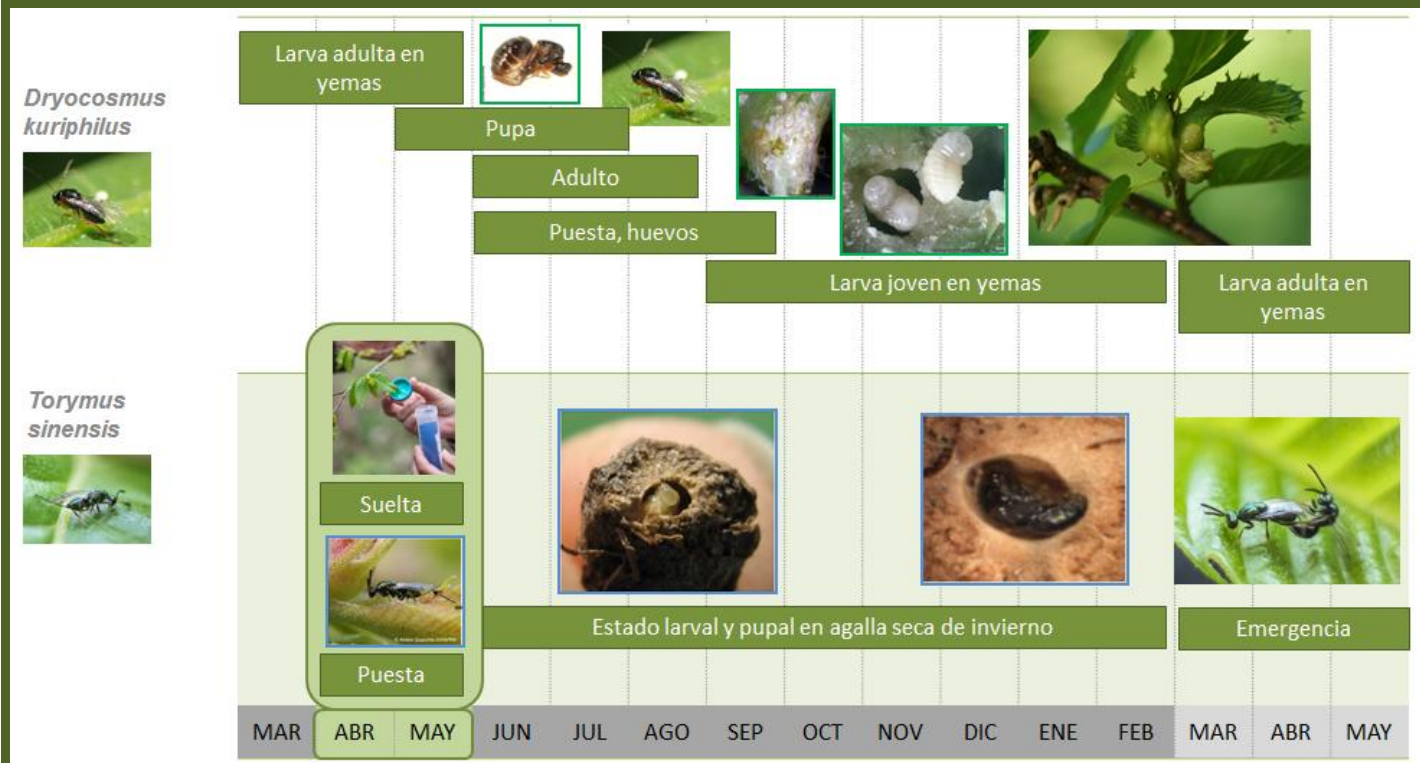 Dryocosmus
kuriphilus
Larva adulta en
yemas
Pupa
Adulto
Puesta, huevos
Larva joven en yemas
Larva adulta en
yemas
Torymus
sinensis
Suelta
Puesta
Estado larval y pupal en agalla seca de invierno
Emergencia
MAR ABR MAY JUN JUL AGO SEP OCT NOV DIC ENE FEB MAR ABR MAY